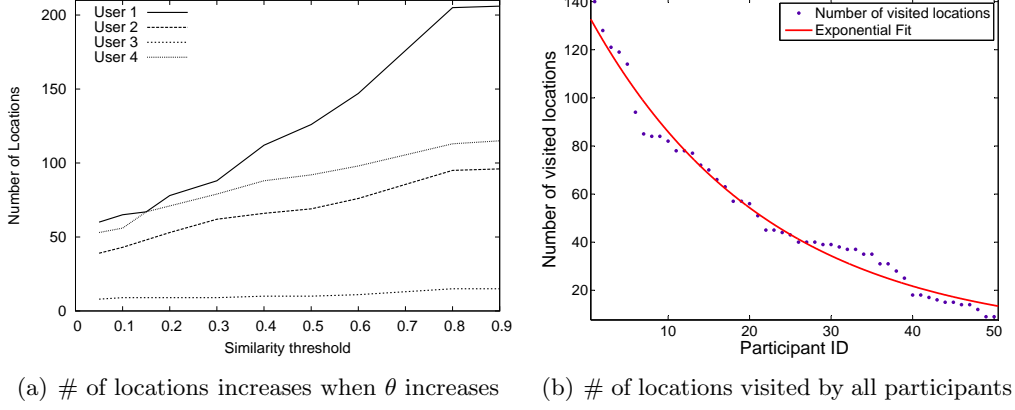 User 1
User 2
User 3
User 4
Number of Locations
200
150
100
50
0
0 0.1 0.2 0.3 0.4 0.5 0.6 0.7 0.8 0.9
Similarity threshold
(a) # of locations increases when θ increases
Number of visited locations
Exponential Fit
Number of visited locations
140
120
100
80
60
40
20
10 20 30 40 50
Participant ID
(b) # of locations visited by all participants